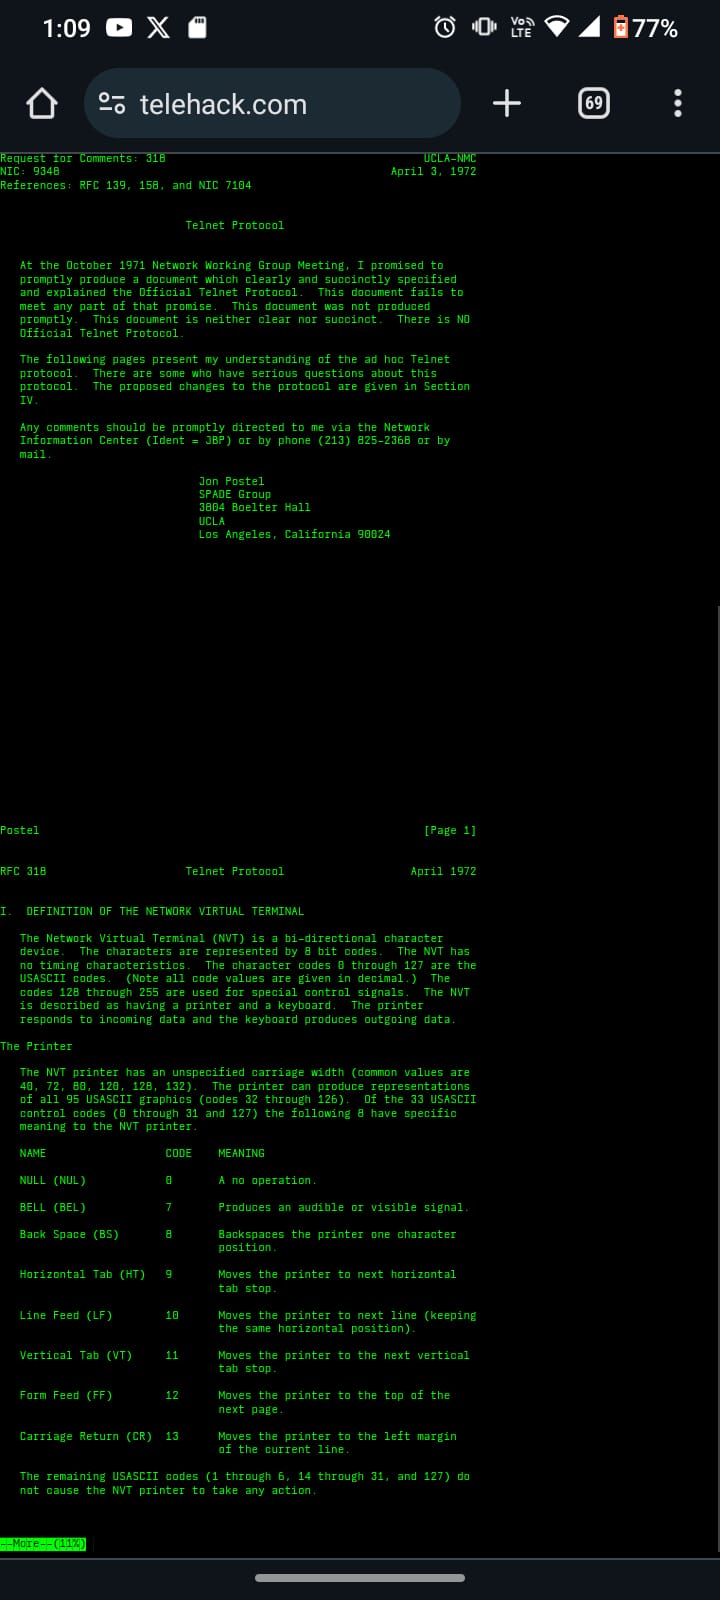 1:09 VoLTE 77%
telehack.com 69
Request for Comments: 318 UCLA-NMC
NIC: 9348 April 3, 1972
References: RFC 139, 158, and NIC 7104
Telnet Protocol
At the October 1971 Network Working Group Meeting, I promised to
promptly produce a document which clearly and succinctly specified
and explained the Official Telnet Protocol.  This document fails to
meet any part of that promise.  This document was not produced
promptly.  This document is neither clear nor succinct.  There is NO
Official Telnet Protocol.
The following pages present my understanding of the ad hoc Telnet
protocol.  There are some who have serious questions about this
protocol.  The proposed changes to the protocol are given in Section
IV.
Any comments should be promptly directed to me via the Network
Information Center (Ident = JBP) or by phone (213) 825-2368 or by
mail.
Jon Postel
SPADE Group
3804 Boelter Hall
UCLA
Los Angeles, California 90024
Postel [Page 1]
RFC 318 Telnet Protocol April 1972
I.  DEFINITION OF THE NETWORK VIRTUAL TERMINAL
The Network Virtual Terminal (NVT) is a bi-directional character
device.  The characters are represented by 8 bit codes.  The NVT has
no timing characteristics.  The character codes 0 through 127 are the
USASCII codes.  (Note all code values are given in decimal.)  The
codes 128 through 255 are used for special control signals.  The NVT
is described as having a printer and a keyboard.  The printer
responds to incoming data and the keyboard produces outgoing data.
The Printer
The NVT printer has an unspecified carriage width (common values are
40, 72, 80, 120, 128, 132).  The printer can produce representations
of all 95 USASCII graphics (codes 32 through 126).  Of the 33 USASCII
control codes (0 through 31 and 127) the following 8 have specific
meaning to the NVT printer.
NAME CODE MEANING
NULL (NUL) 0 A no operation.
BELL (BEL) 7 Produces an audible or visible signal.
Back Space (BS) 8 Backspaces the printer one character
position.
Horizontal Tab (HT) 9 Moves the printer to next horizontal
tab stop.
Line Feed (LF) 10 Moves the printer to next line (keeping
the same horizontal position).
Vertical Tab (VT) 11 Moves the printer to the next vertical
tab stop.
Form Feed (FF) 12 Moves the printer to the top of the
next page.
Carriage Return (CR) 13 Moves the printer to the left margin
of the current line.
The remaining USASCII codes (1 through 6, 14 through 31, and 127) do
not cause the NVT printer to take any action.
--More--(11%)